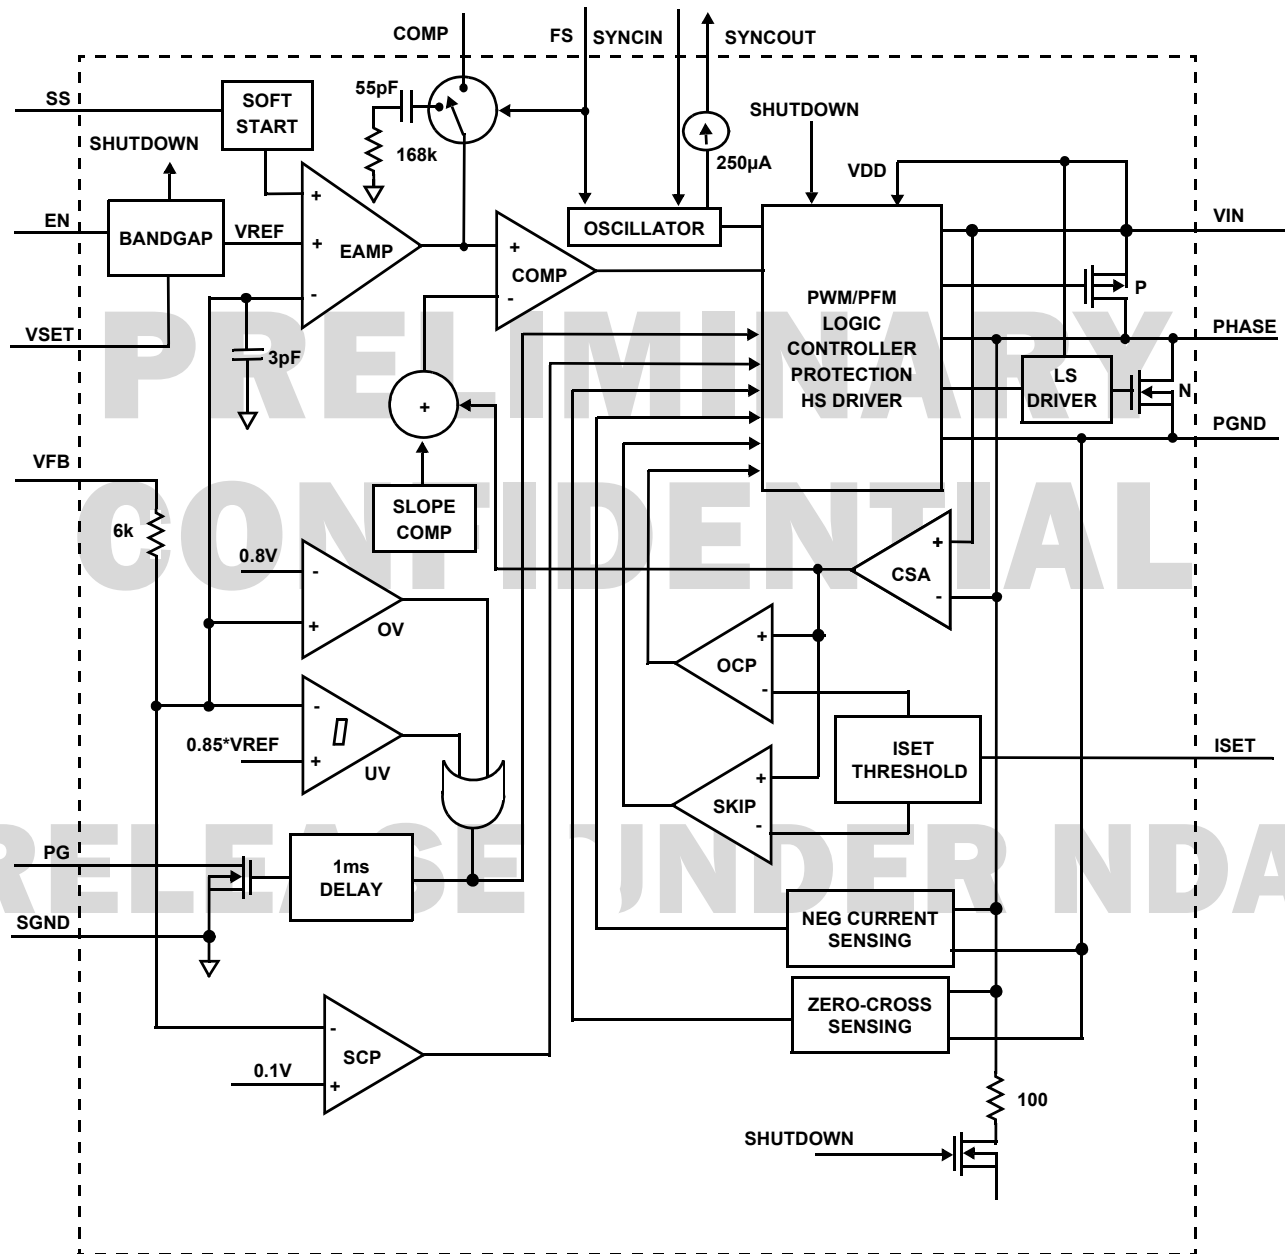 COMP
FS
SYNCIN
SYNCOUT
SS
SOFT
START
55pF
168k
SHUTDOWN
250µA
SHUTDOWN
VDD
EN
BANDGAP
VREF
+
+
-
EAMP
+
-
COMP
OSCILLATOR
VIN
P
VSET
3pF
+
PWM/PFM
LOGIC
CONTROLLER
PROTECTION
HS DRIVER
PHASE
LS
DRIVER
N
PGND
PRELIMINARY
VFB
6k
SLOPE
COMP
CONFIDENTIAL
0.8V
-
+
OV
+
-
CSA
+
-
OCP
-
+
UV
0.85*VREF
ISET
THRESHOLD
ISET
+
-
SKIP
PG
1ms
DELAY
RELEASE UNDER NDA
SGND
NEG CURRENT
SENSING
ZERO-CROSS
SENSING
-
+
SCP
0.1V
100
SHUTDOWN